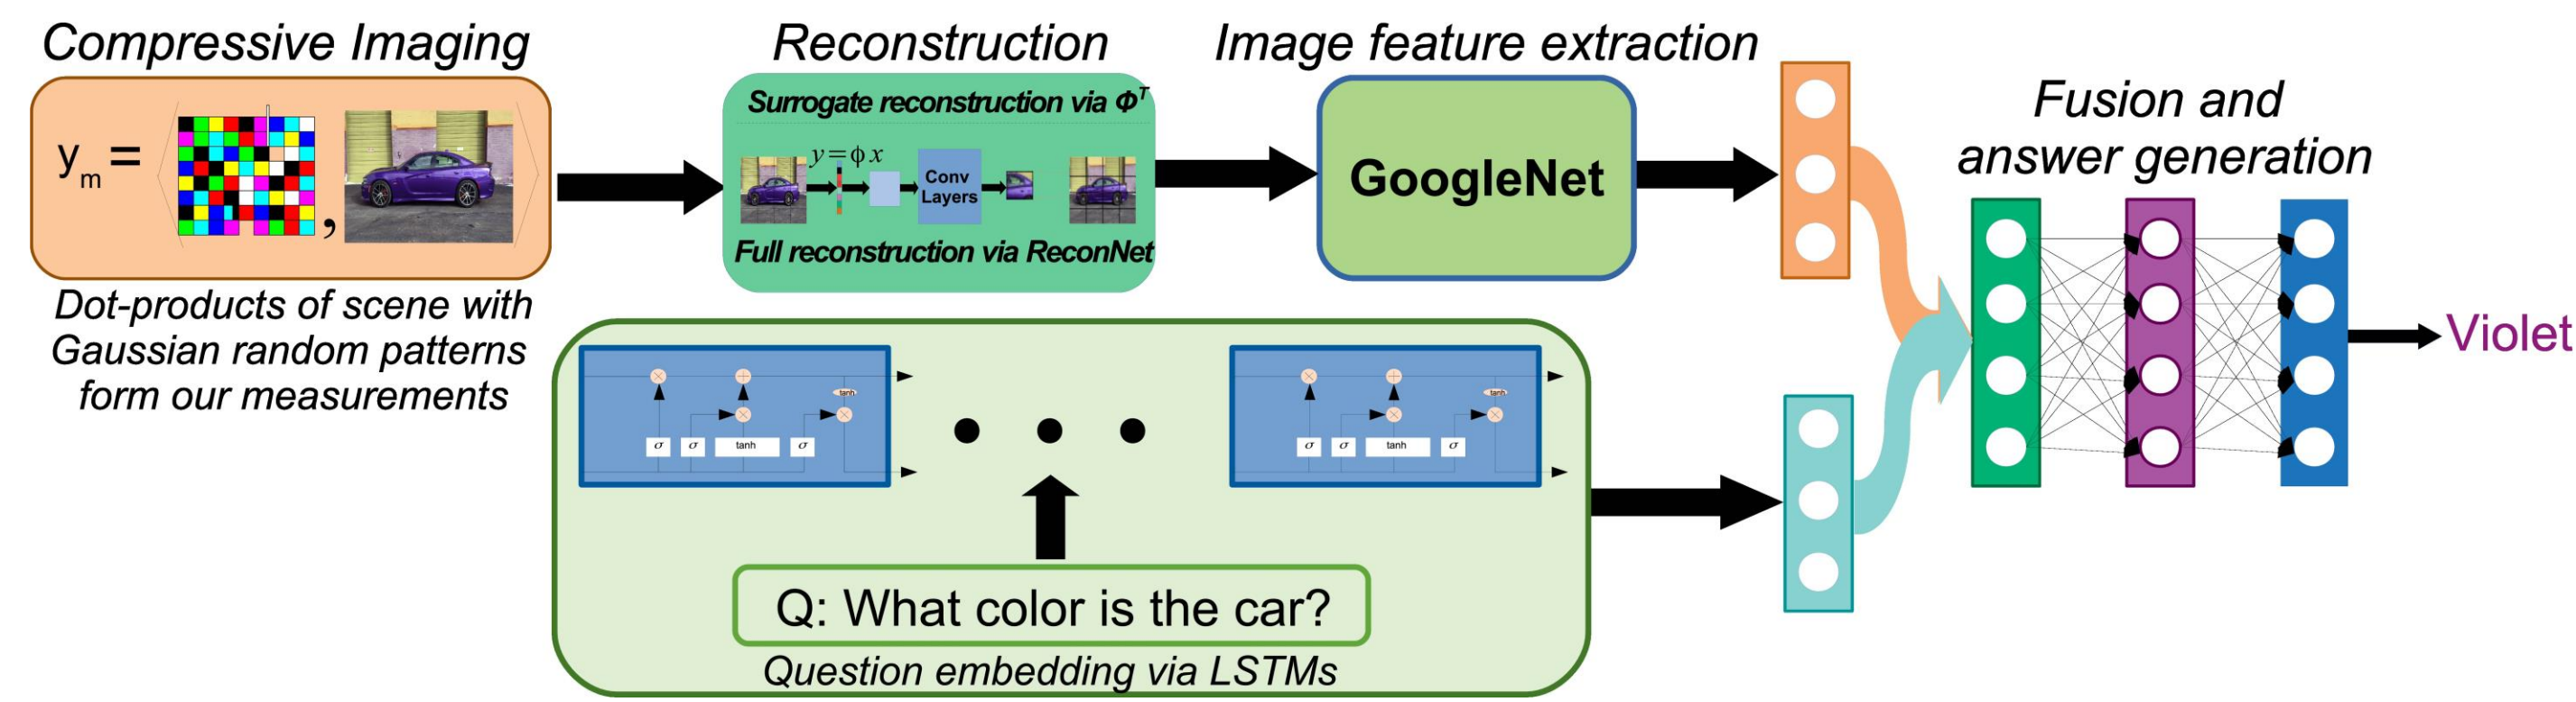 Compressive Imaging
y_m =
,
Dot-products of scene with
Gaussian random patterns
form our measurements
Reconstruction
Surrogate reconstruction via Φ^T
y=ϕx
Conv
Layers
Full reconstruction via ReconNet
Image feature extraction
GoogleNet
tanh
σ σ tanh σ
tanh
σ σ tanh σ
Q: What color is the car?
Question embedding via LSTMs
Fusion and
answer generation
Violet